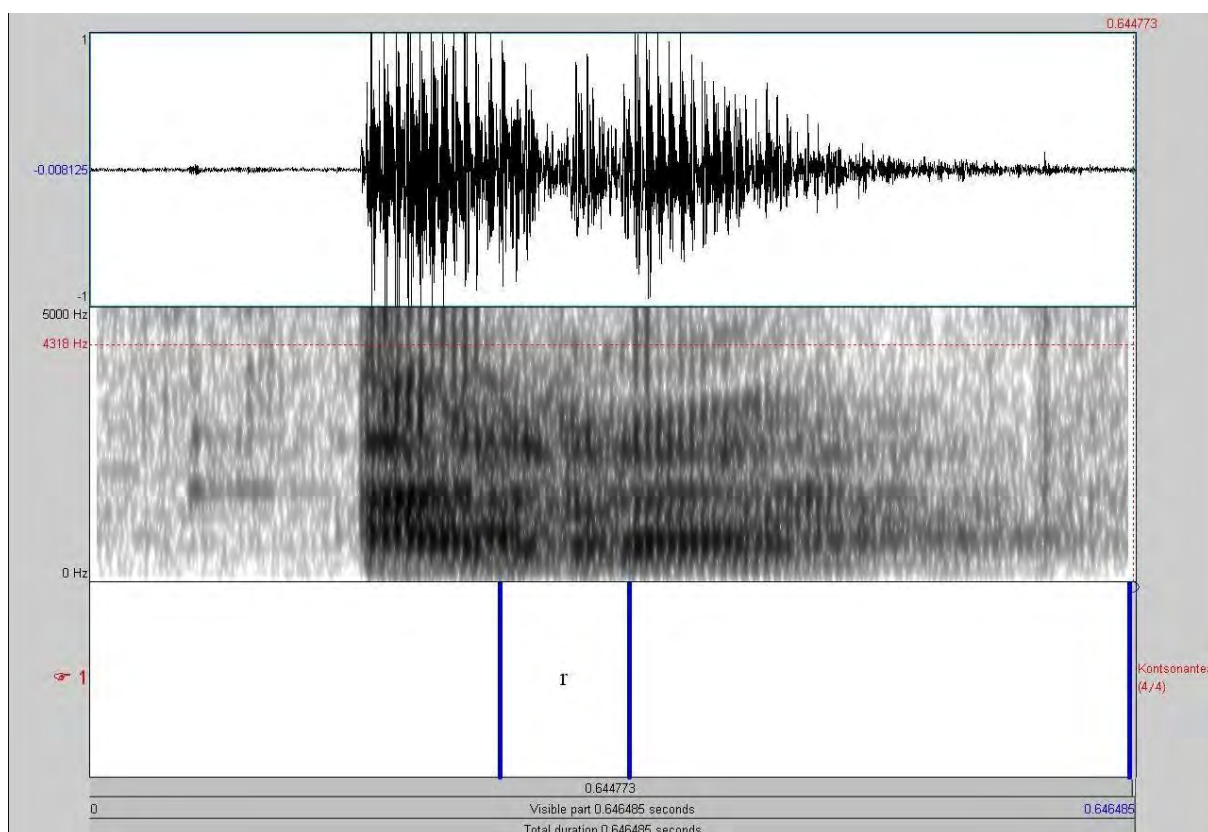 0.644773
1
-0.008125
-1
5000 Hz
4318 Hz
0 Hz
☞ 1
r
Kontsonantea
(4/4)
0.644773
0
Visible part 0.646485 seconds
0.646485
Total duration 0.646485 seconds